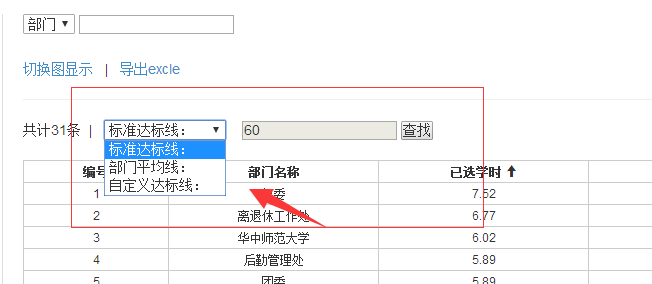 部门
切换图显示 | 导出excle
共计31条 | 标准达标线： 60 查找
标准达标线：
部门平均线：
自定义达标线：
编号 部门名称 已选学时
1 委 7.52
2 离退休工作处 6.77
3 华中师范大学 6.02
4 后勤管理处 5.89
5 团委 5.89